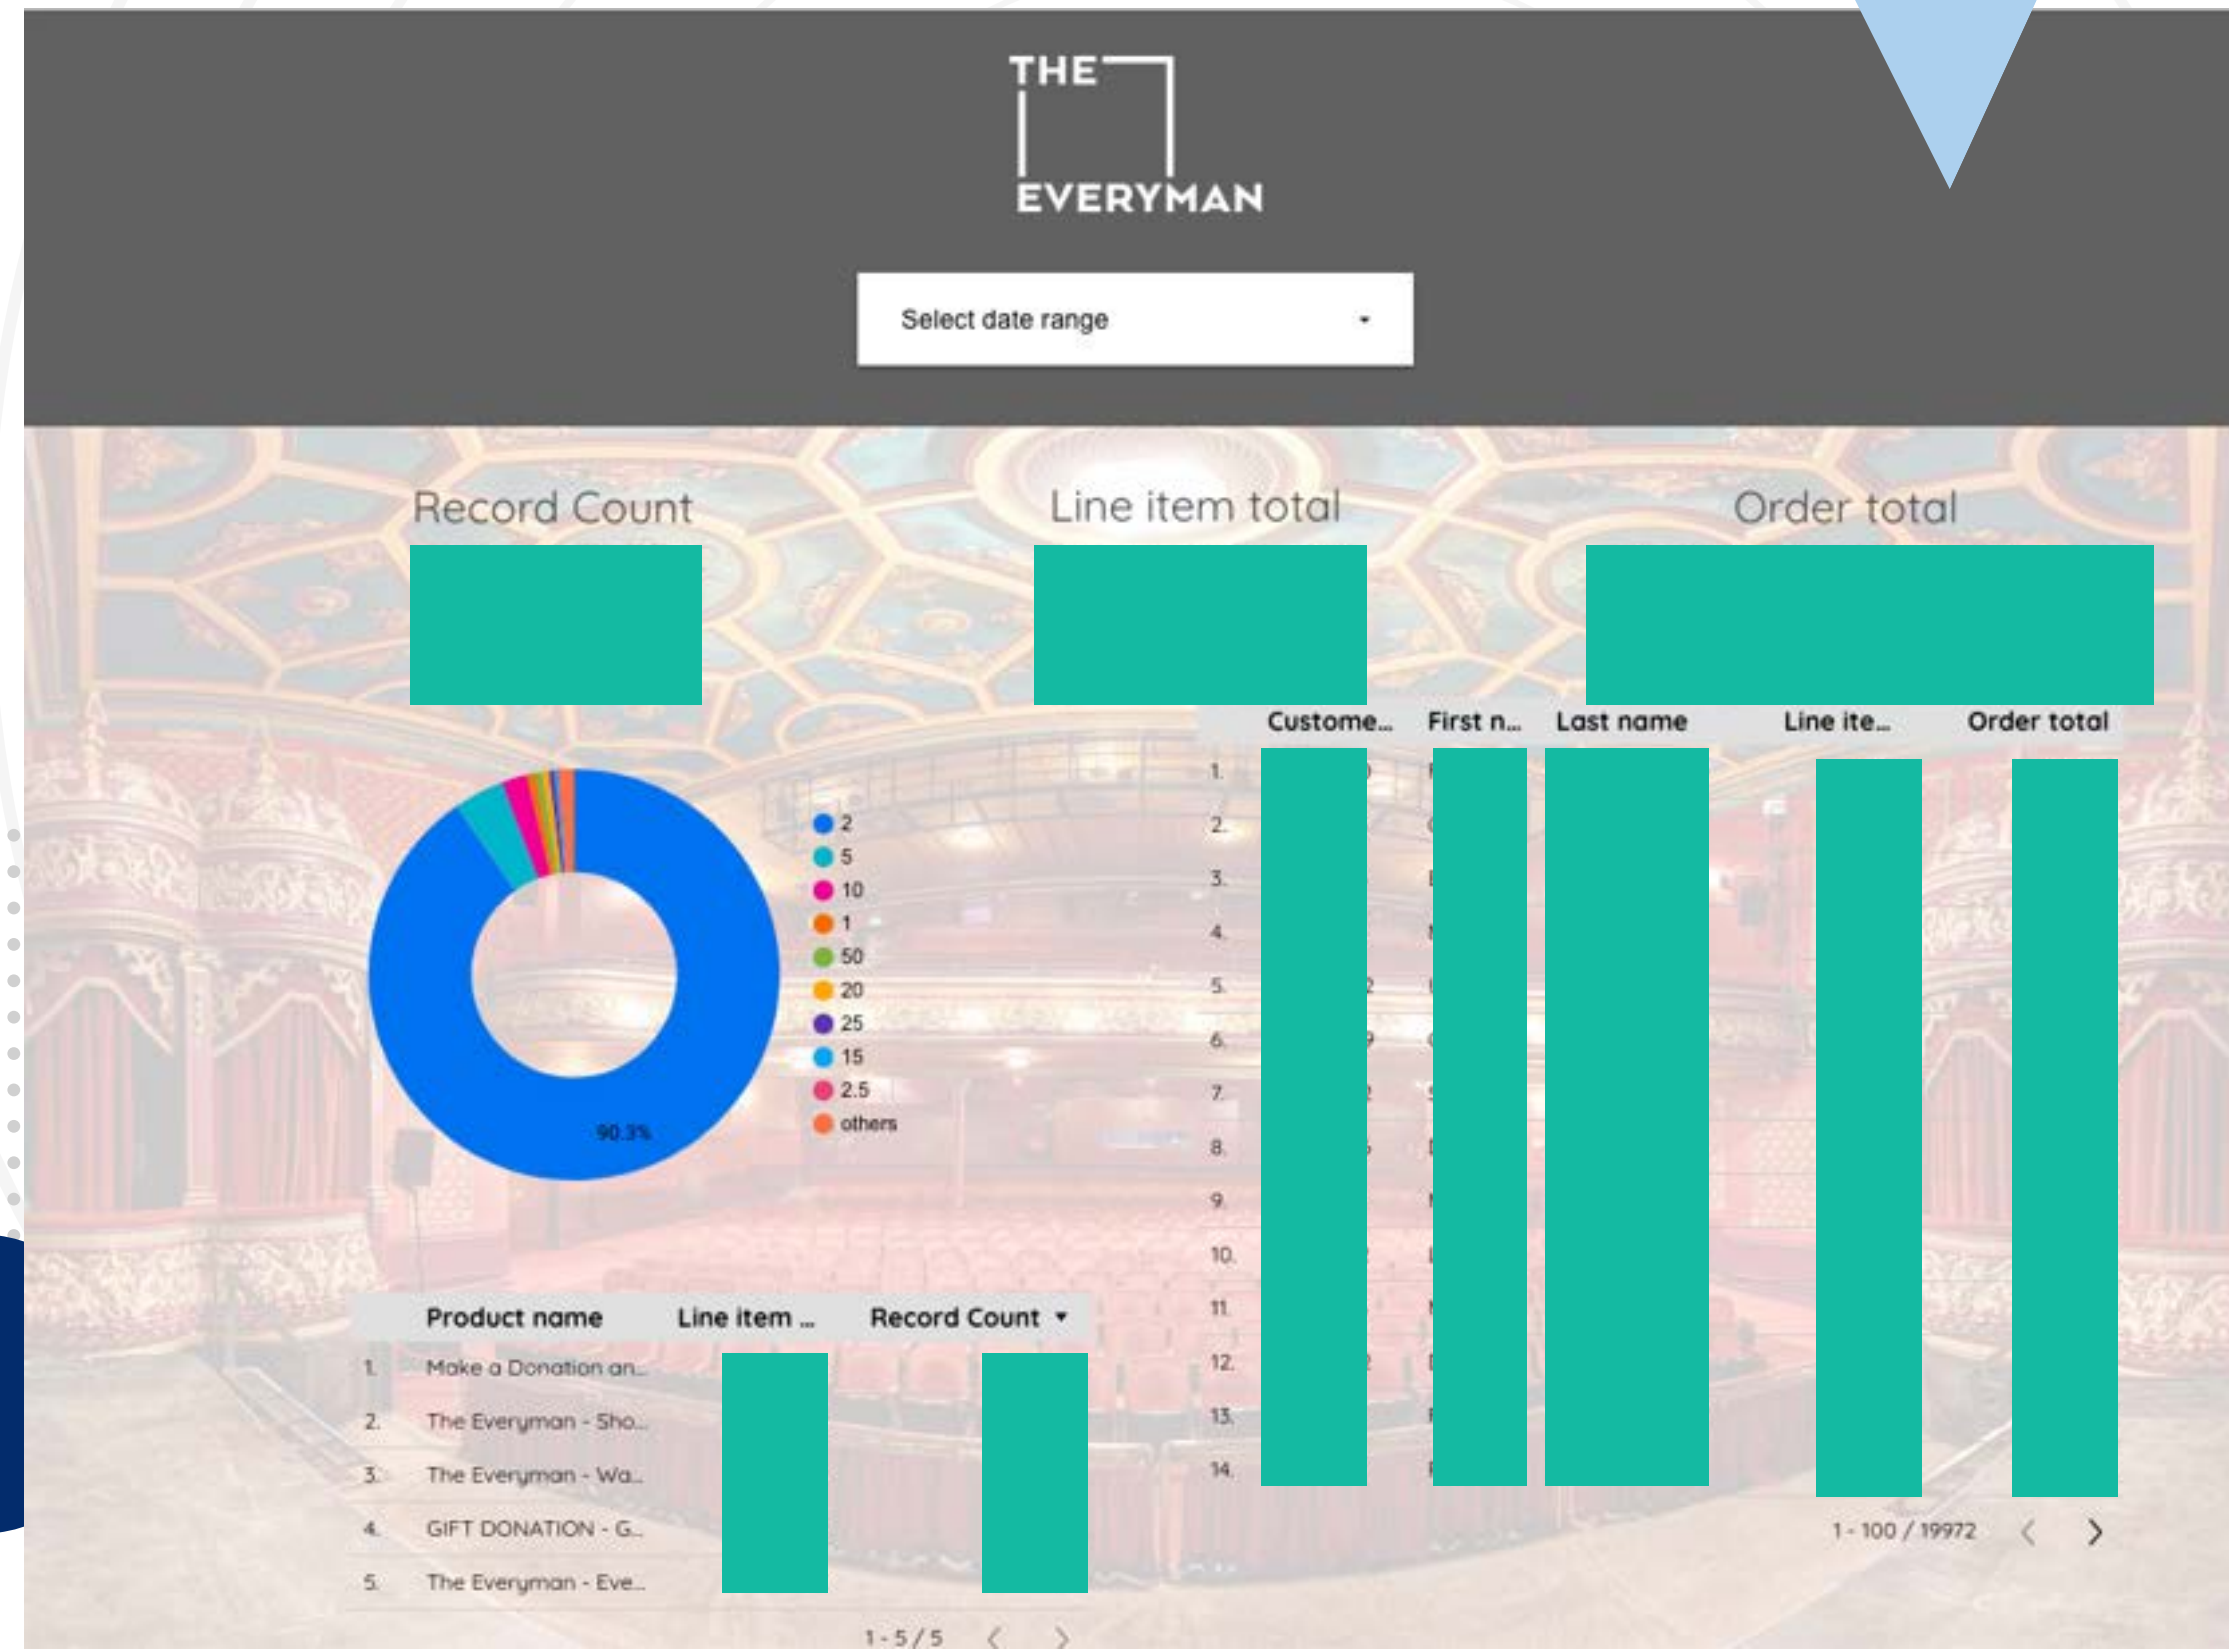 THE
EVERYMAN
Select date range
Record Count
Line item total
Order total
2
5
10
1
50
20
25
15
2.5
others
90.3%
Product name Line item ... Record Count
1. Make a Donation an...
2. The Everyman - Sho...
3. The Everyman - Wa...
4. GIFT DONATION - G...
5. The Everyman - Eve...
1 - 5 / 5
Custome... First n... Last name Line ite... Order total
1.
2.
3.
4.
5. 2
6. 9
7.
8.
9.
10.
11.
12. 2
13.
14.
1 - 100 / 19972